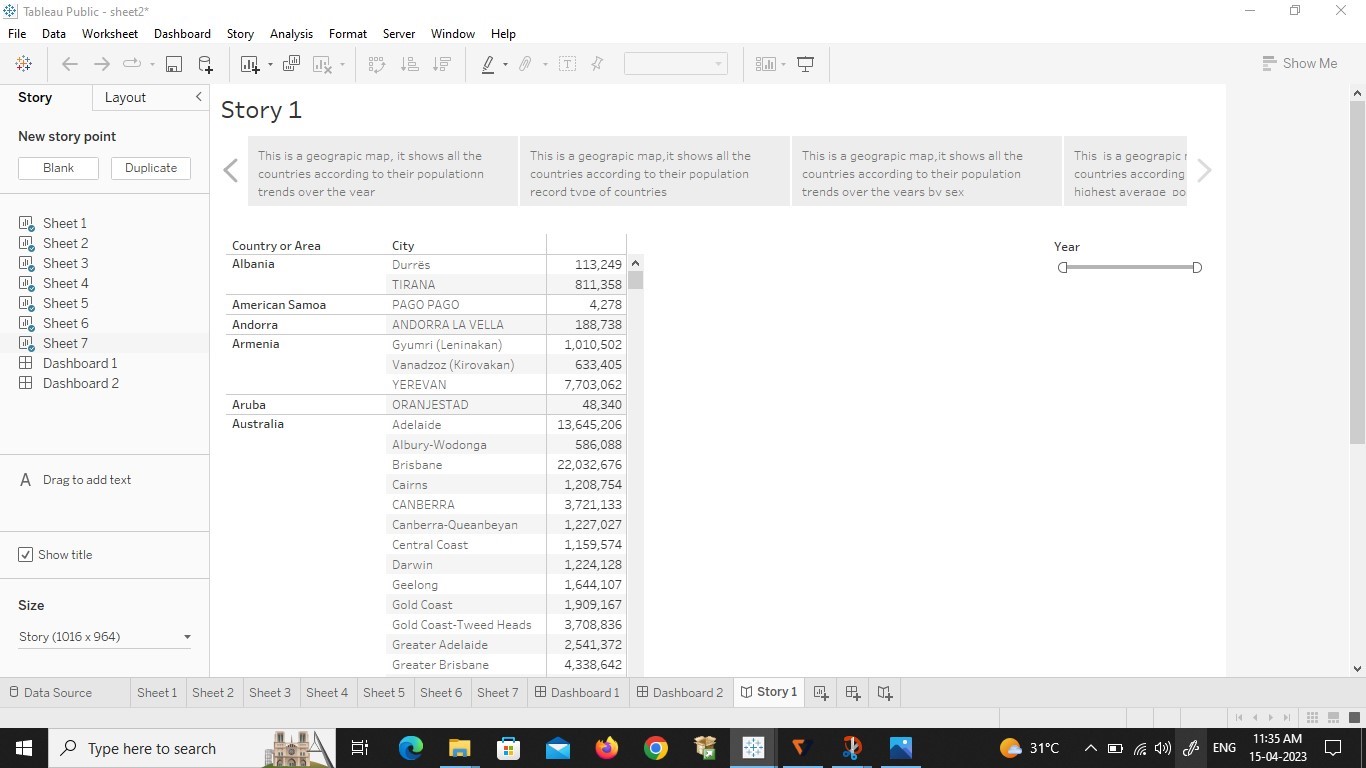 Tableau Public - sheet2*
File Data Worksheet Dashboard Story Analysis Format Server Window Help
Show Me
Story Layout
New story point
Blank Duplicate
Sheet 1
Sheet 2
Sheet 3
Sheet 4
Sheet 5
Sheet 6
Sheet 7
Dashboard 1
Dashboard 2
A Drag to add text
Show title
Size
Story (1016 x 964)
Story 1
This is a geograpic map, it shows all the
countries according to their populationn
trends over the year
This is a geograpic map,it shows all the
countries according to their population
record type of countries
This is a geograpic map,it shows all the
countries according to their population
trends over the years by sex
This is a geograpic
countries according
highest average po
Country or Area City
Albania Durrës 113,249
TIRANA 811,358
American Samoa PAGO PAGO 4,278
Andorra ANDORRA LA VELLA 188,738
Armenia Gyumri (Leninakan) 1,010,502
Vanadzoz (Kirovakan) 633,405
YEREVAN 7,703,062
Aruba ORANJESTAD 48,340
Australia Adelaide 13,645,206
Albury-Wodonga 586,088
Brisbane 22,032,676
Cairns 1,208,754
CANBERRA 3,721,133
Canberra-Queanbeyan 1,227,027
Central Coast 1,159,574
Darwin 1,224,128
Geelong 1,644,107
Gold Coast 1,909,167
Gold Coast-Tweed Heads 3,708,836
Greater Adelaide 2,541,372
Greater Brisbane 4,338,642
Year
Data Source Sheet 1 Sheet 2 Sheet 3 Sheet 4 Sheet 5 Sheet 6 Sheet 7 Dashboard 1 Dashboard 2 Story 1
Type here to search
31°C
ENG
11:35 AM
15-04-2023